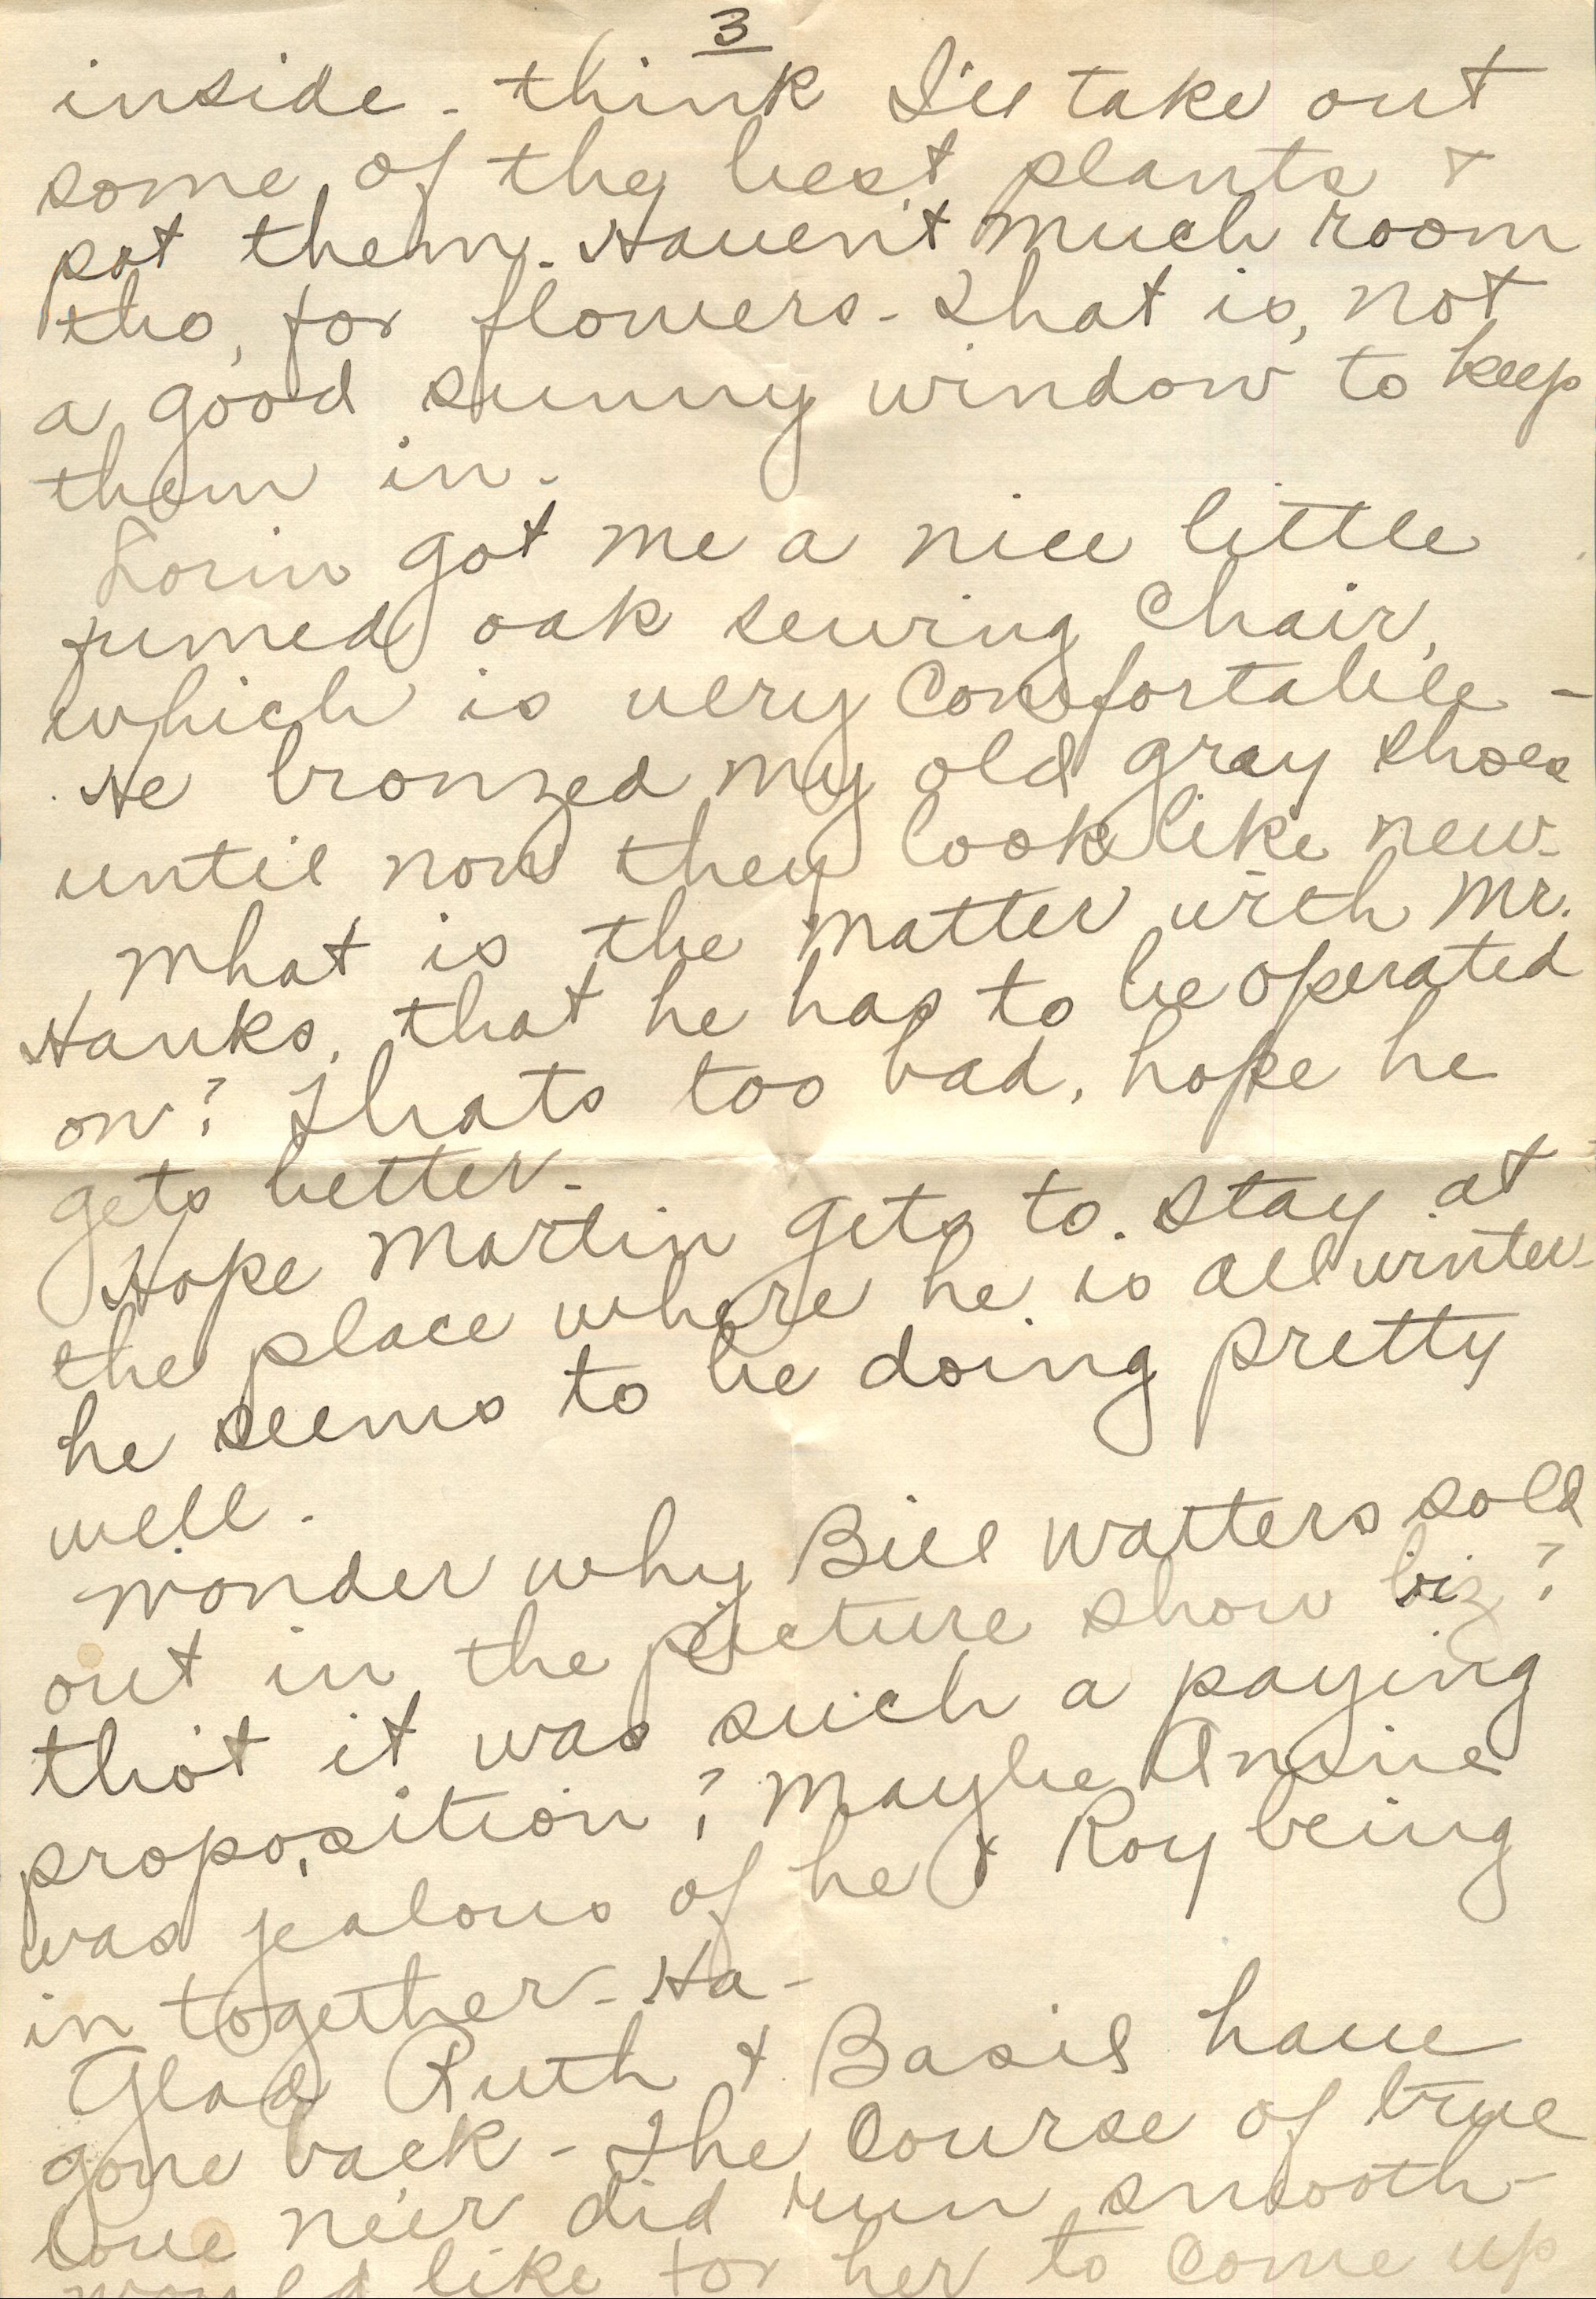 3
inside - think I'll take out
some of the best plants &
pot them. Haven't much room
tho, for flowers - That is, not
a good sunny window to keep
them in -
Lorin got me a nice little
fumed oak sewing chair,
which is very comfortable -
He bronzed my old gray shoes
until now they look like new -
What is the matter with Mr.
Hanks, that he has to be operated
on? Thats too bad, hope he
gets better -
Hope Martin gets to stay at
the place where he is all winter -
he seems to be doing pretty
well.
Wonder why Bill Watters sold
out in the picture show biz?
thot it was such a paying
proposition? Maybe Annie
was jealous of he & Roy being
in together - Ha -
Glad Ruth & Basil have
gone back - The course of true
love ne'er did run smooth -
would like for her to come up